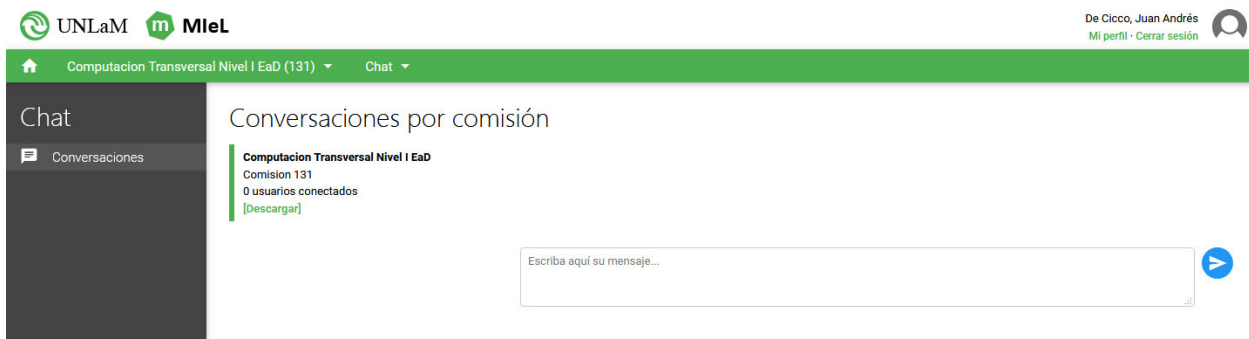 UNLaM m MIeL
De Cicco, Juan Andrés
Mi perfil · Cerrar sesión
Computacion Transversal Nivel I EaD (131) Chat
Chat
Conversaciones
Conversaciones por comisión
Computacion Transversal Nivel I EaD
Comision 131
0 usuarios conectados
[Descargar]
Escriba aquí su mensaje...